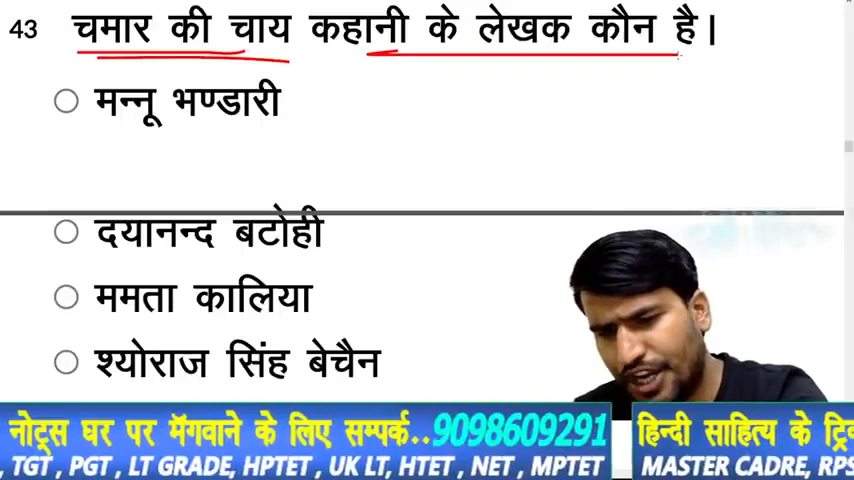 43 चमार की चाय कहानी के लेखक कौन है।
मन्नू भण्डारी
दयानन्द बटोही
ममता कालिया
श्योराज सिंह बेचैन
नोट्स घर पर मॅगवाने के लिए सम्पर्क..9098609291 हिन्दी साहित्य के ट्रि
, TGT , PGT , LT GRADE, HPTET , UK LT, HTET , NET , MPTET MASTER CADRE, RPS